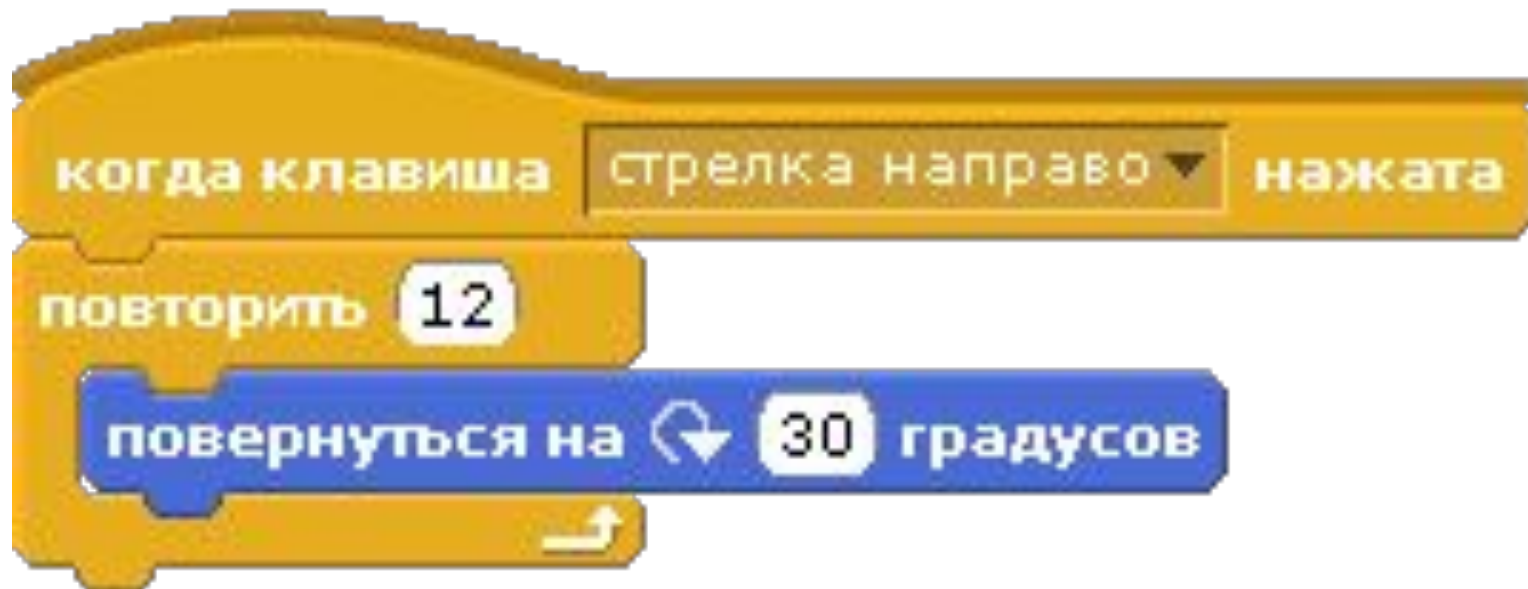 когда клавиша стрелка направо нажата
повторить 12
повернуться на 30 градусов